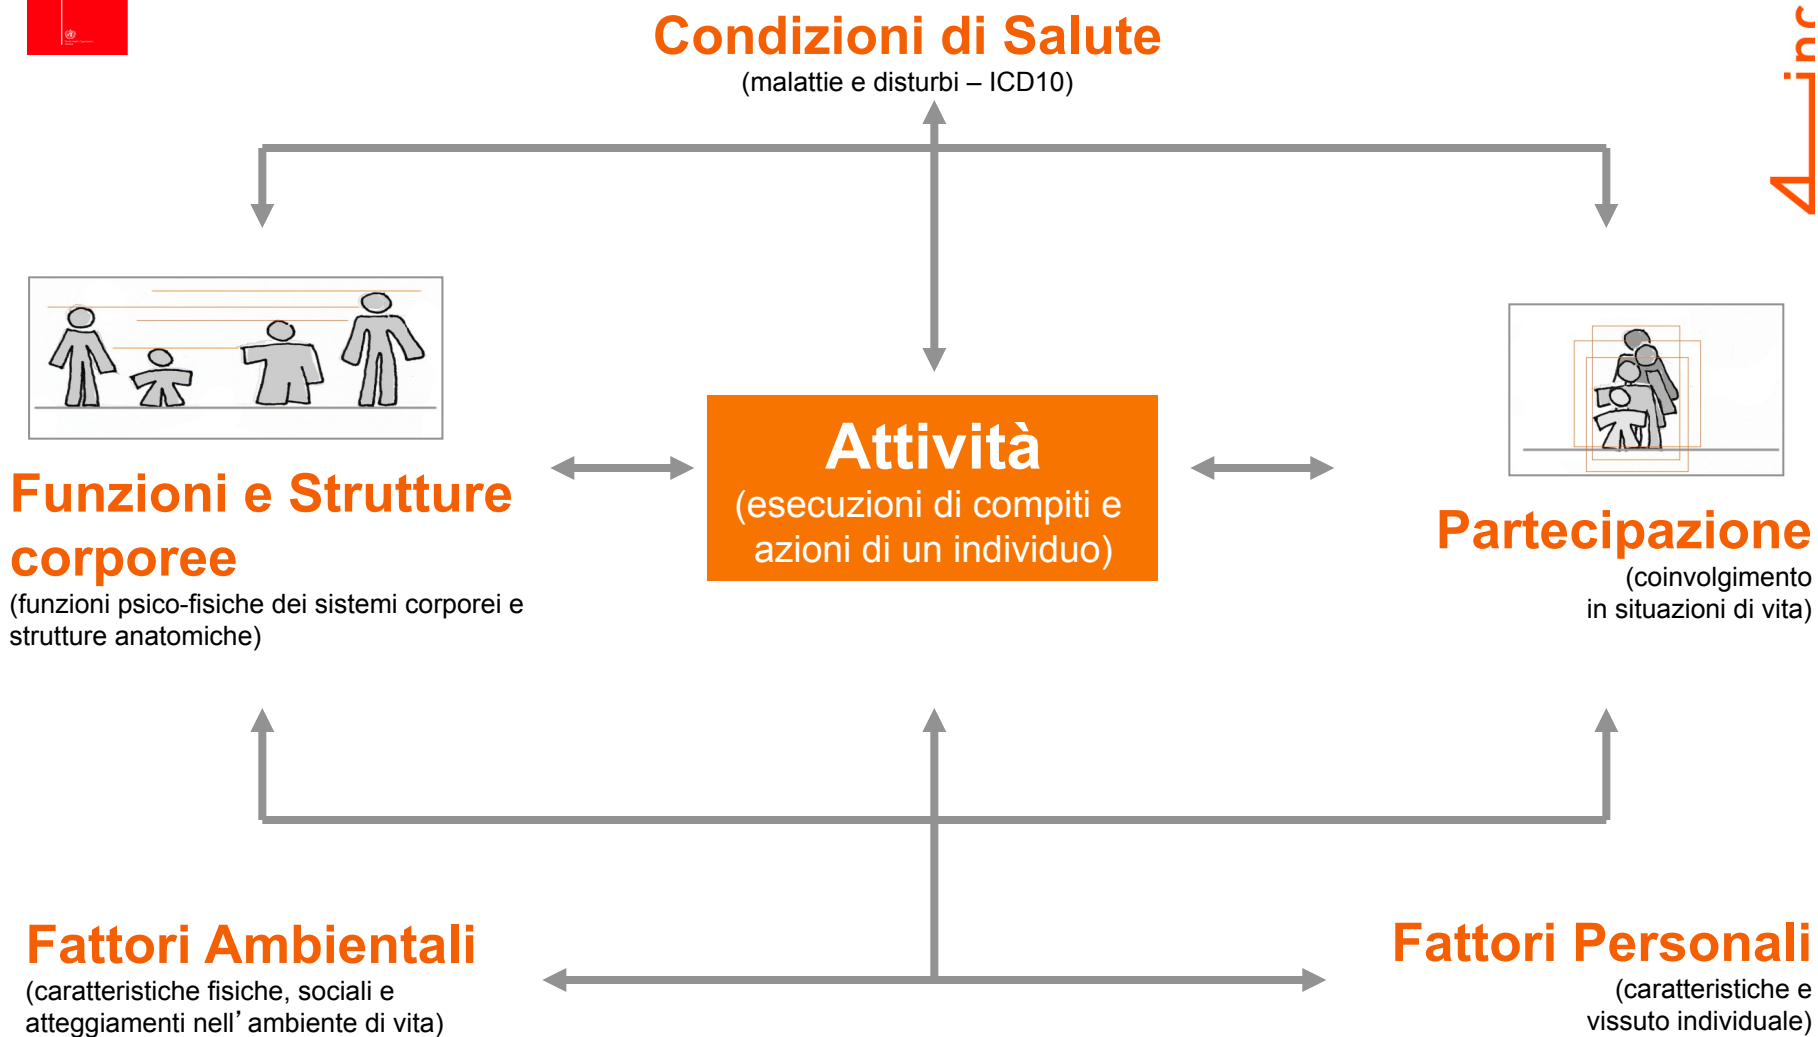 Condizioni di Salute
(malattie e disturbi – ICD10)
Attività
(esecuzioni di compiti e
azioni di un individuo)
Funzioni e Strutture
corporee
(funzioni psico-fisiche dei sistemi corporei e
strutture anatomiche)
Partecipazione
(coinvolgimento
in situazioni di vita)
Fattori Ambientali
(caratteristiche fisiche, sociali e
atteggiamenti nell’ambiente di vita)
Fattori Personali
(caratteristiche e
vissuto individuale)